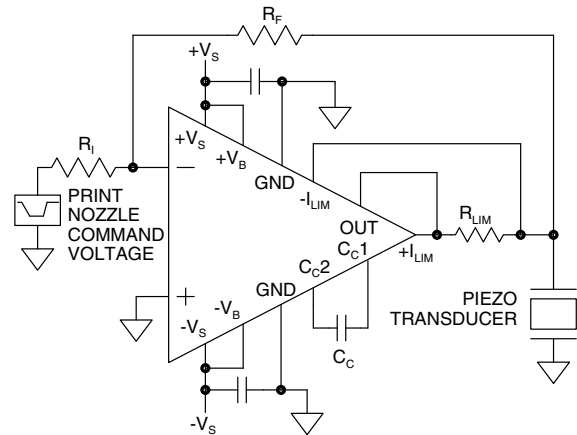 R_F
+V_S
R_I
+V_S
+V_B
GND
-I_LIM
PRINT
NOZZLE
COMMAND
VOLTAGE
−
OUT
R_LIM
C_C1
+I_LIM
C_C2
+
GND
-V_B
-V_S
PIEZO
TRANSDUCER
C_C
-V_S